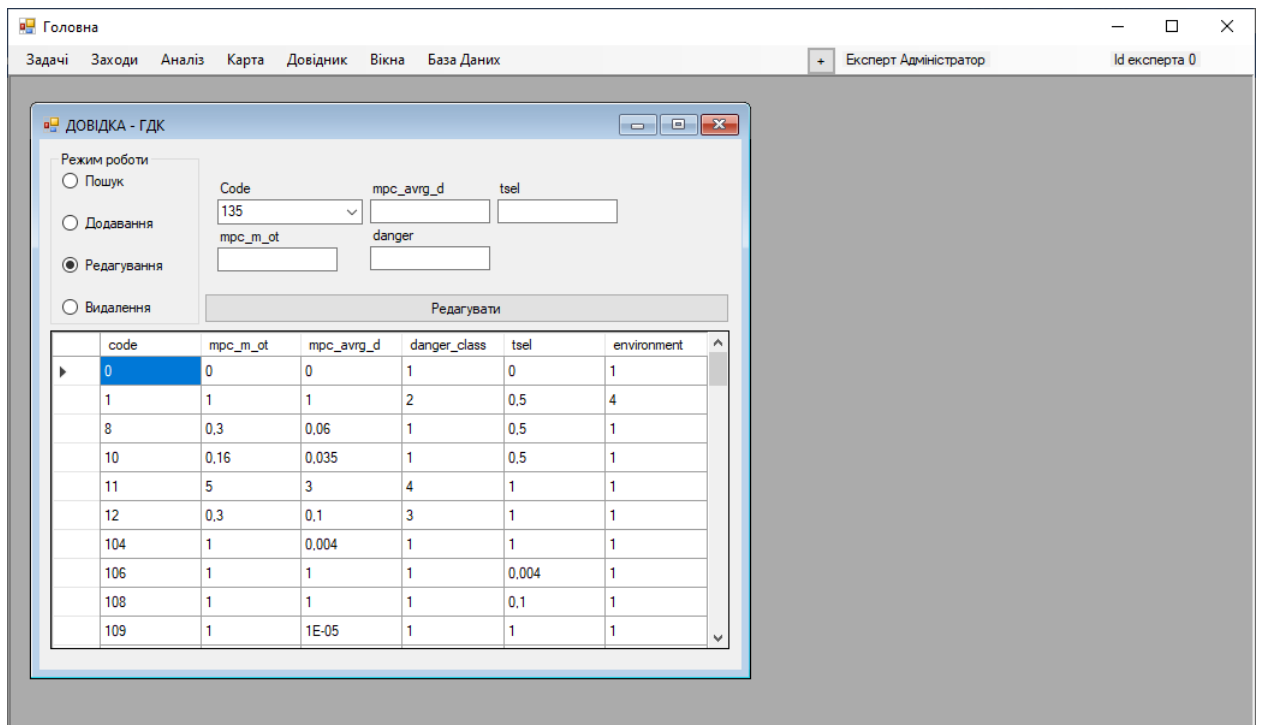 Головна
Задачі Заходи Аналіз Карта Довідник Вікна База Даних + Експерт Адміністратор Id експерта 0
ДОВІДКА - ГДК
Режим роботи
Пошук
Додавання
Редагування
Видалення
Code mpc_avrg_d tsel
135
mpc_m_ot danger
Редагувати
code mpc_m_ot mpc_avrg_d danger_class tsel environment
0 0 0 1 0 1
1 1 1 2 0,5 4
8 0,3 0,06 1 0,5 1
10 0,16 0,035 1 0,5 1
11 5 3 4 1 1
12 0,3 0,1 3 1 1
104 1 0,004 1 1 1
106 1 1 1 0,004 1
108 1 1 1 0,1 1
109 1 1E-05 1 1 1